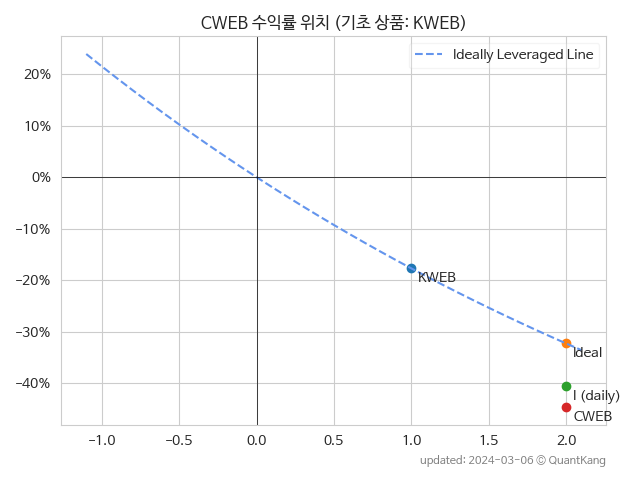 CWEB 수익률 위치 (기초 상품: KWEB)
Ideally Leveraged Line
20%
10%
0%
−10%
−20%
−30%
−40%
KWEB
Ideal
I (daily)
CWEB
−1.0 −0.5 0.0 0.5 1.0 1.5 2.0
updated: 2024-03-06 © QuantKang